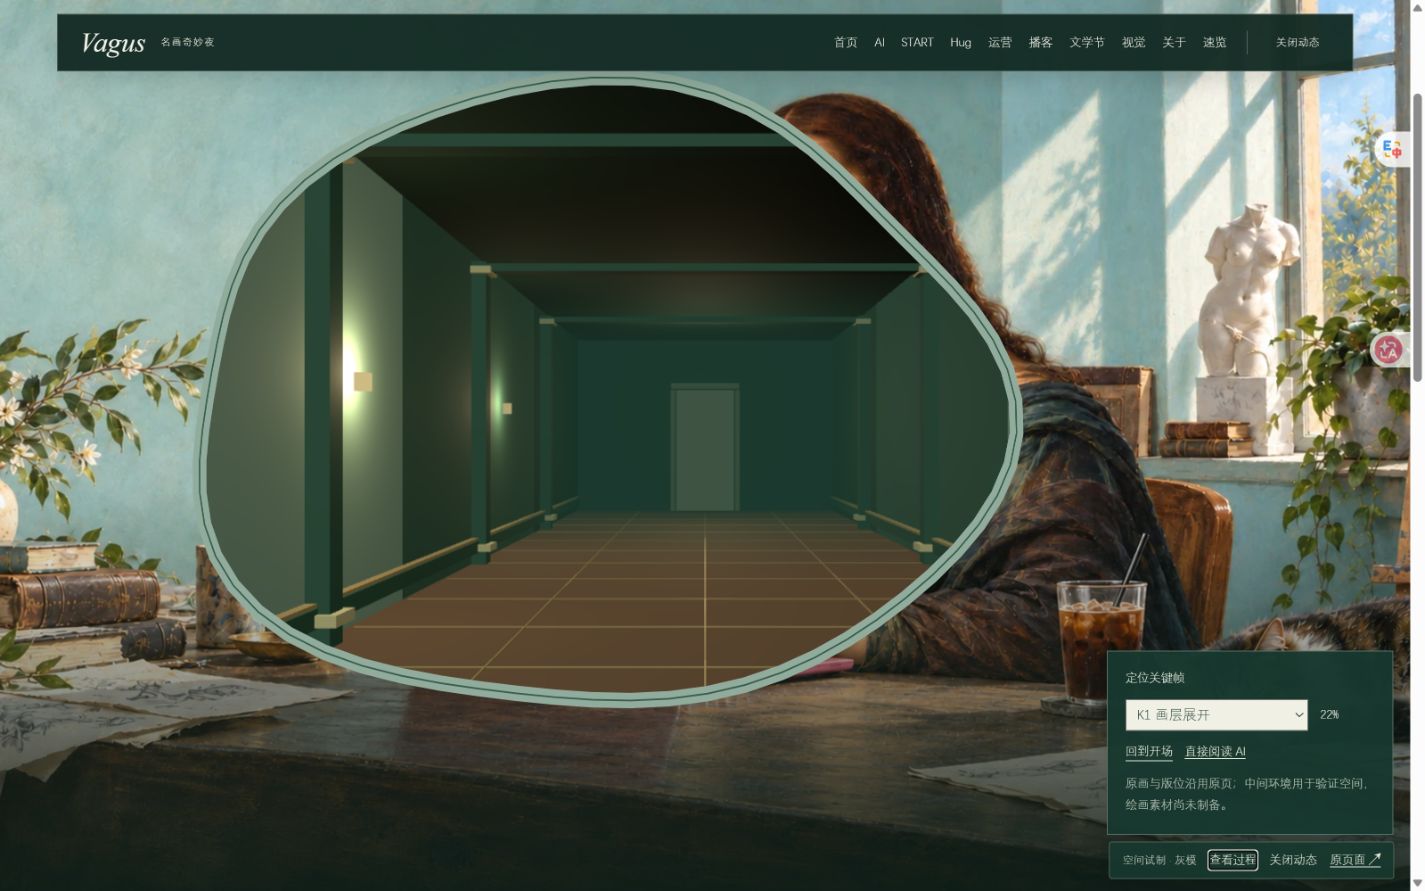 Vagus 名画奇妙夜 首页 AI START Hug 运营 播客 文学节 视觉 关于 速览 关闭动态
定位关键帧
K1 画层展开 22%
回到开场 直接阅读 AI
原画与版位沿用原页；中间环境用于验证空间，
绘画素材尚未制备。
空间试制 · 灰模 查看过程 关闭动态 原页面 ↗